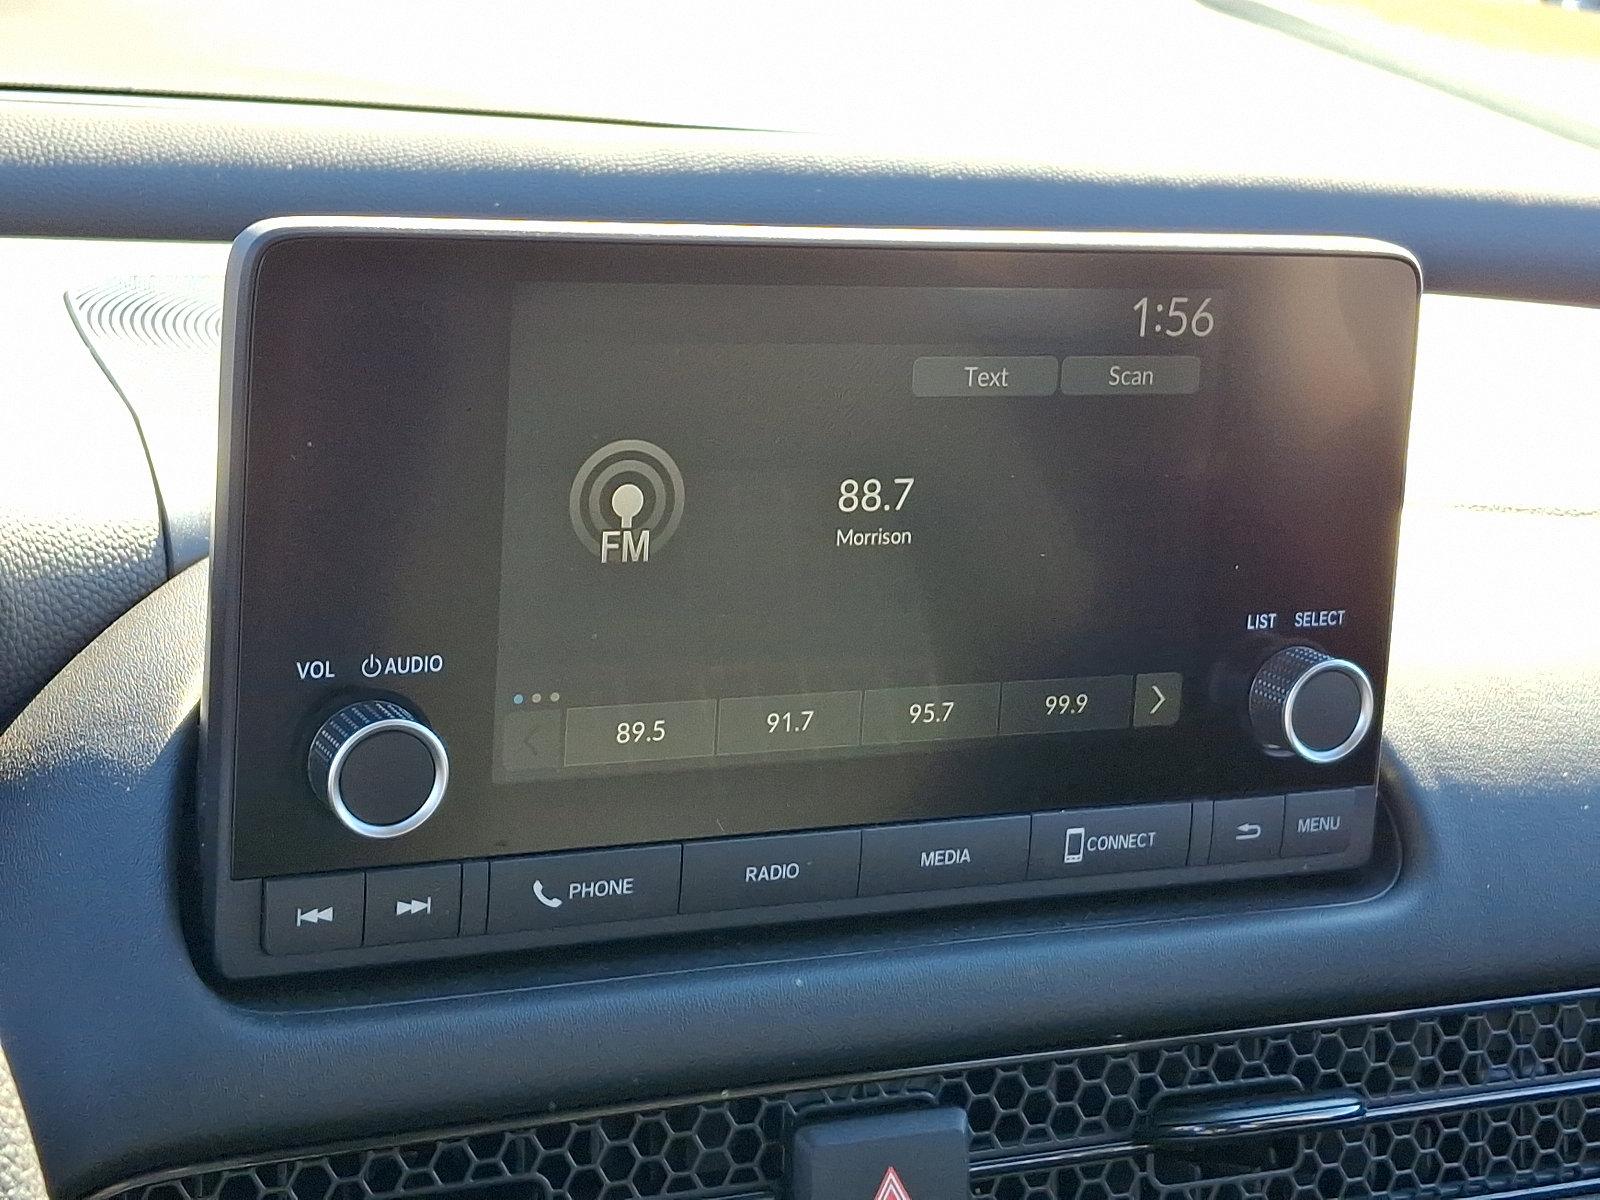 1:56
Text Scan
FM
88.7
Morrison
LIST SELECT
VOL AUDIO
89.5 91.7 95.7 99.9
PHONE RADIO MEDIA CONNECT MENU